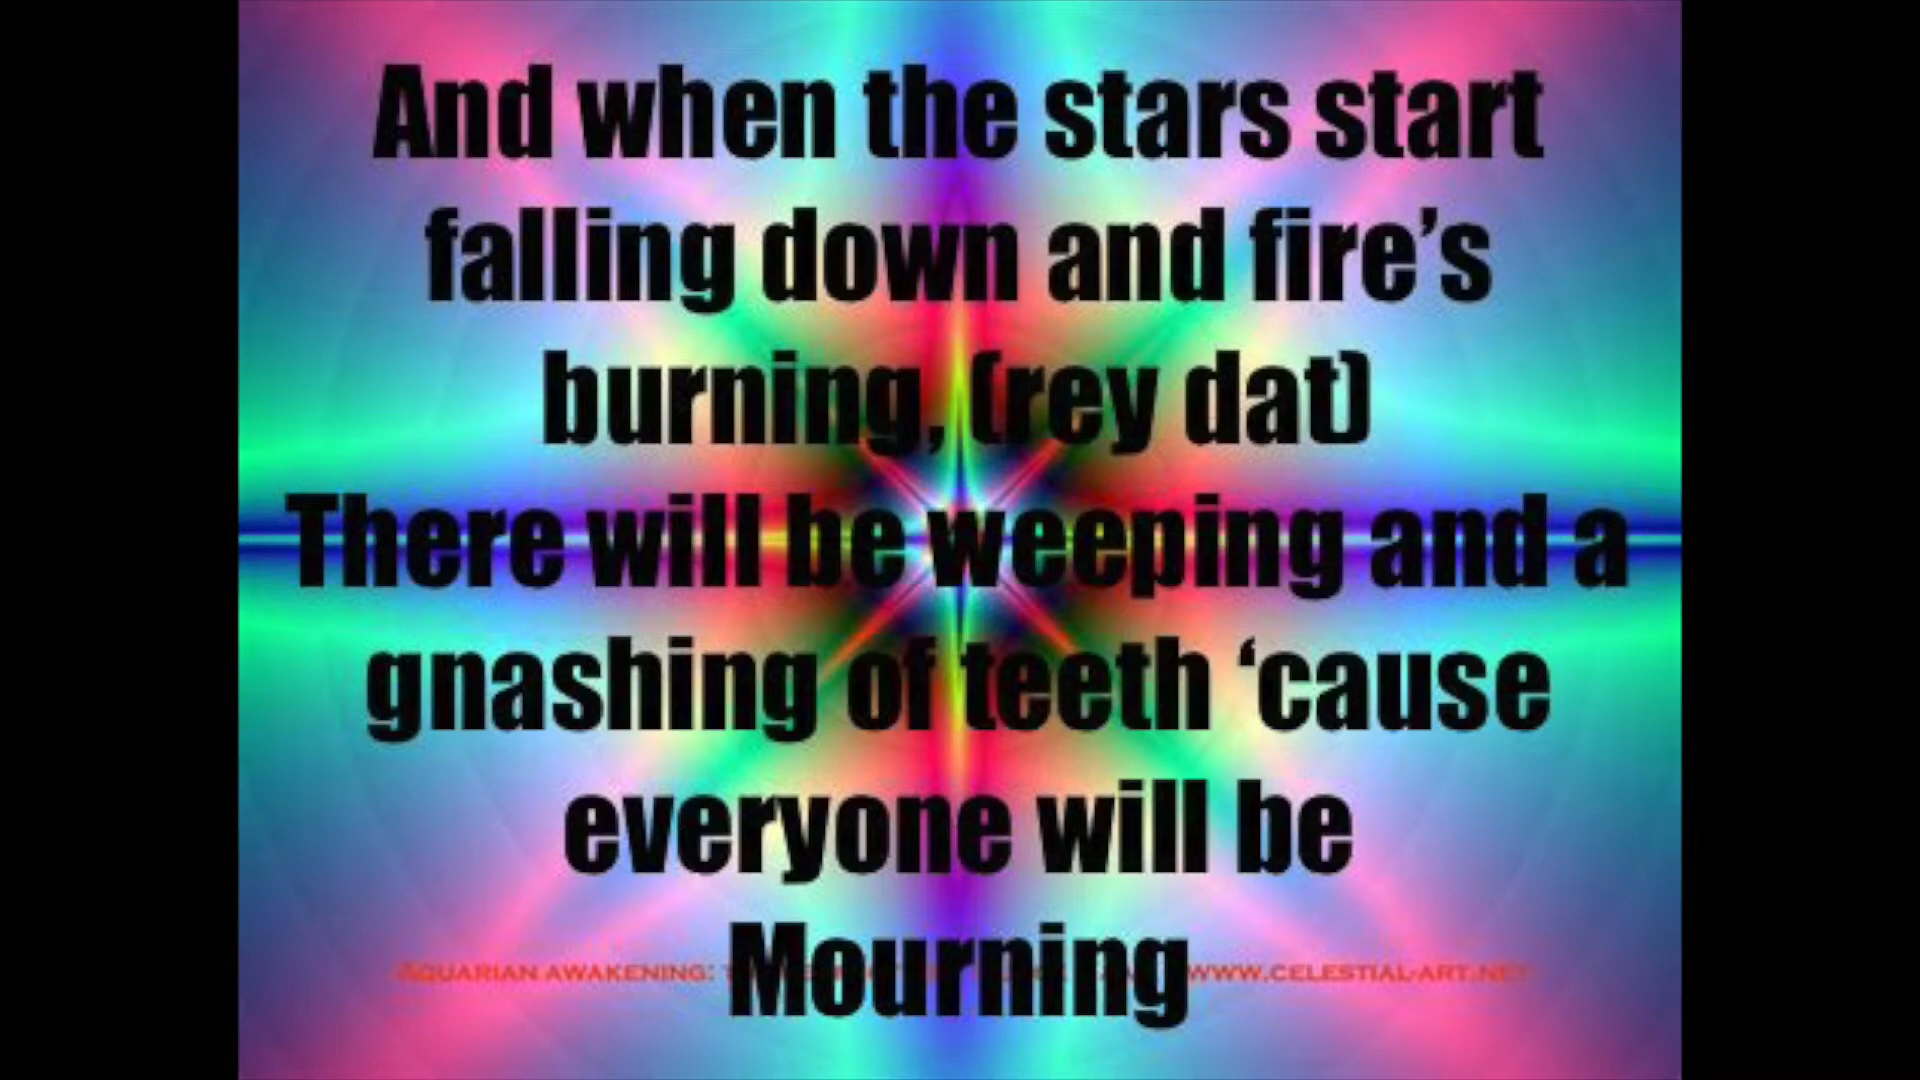 And when the stars start
falling down and fire’s
burning, (rey dat)
There will be weeping and a
gnashing of teeth ‘cause
everyone will be
Mourning
AQUARIAN AWAKENING: WWW.CELESTIAL-ART.NET